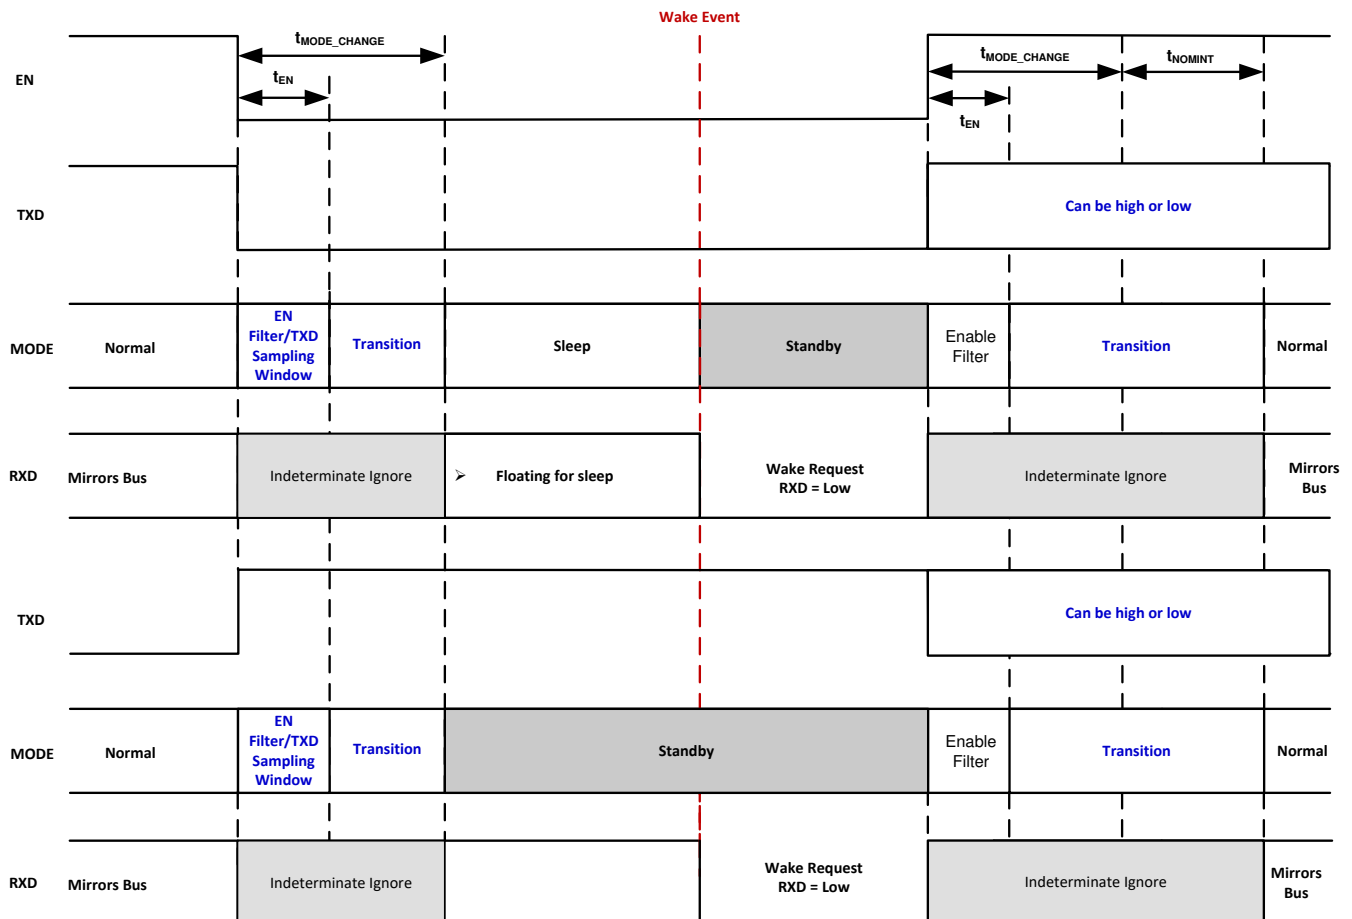 Wake Event
tMODE_CHANGE
tMODE_CHANGE
tNOMINT
EN
tEN
tEN
TXD
Can be high or low
MODE
Normal
EN
Filter/TXD
Sampling
Window
Transition
Sleep
Standby
Enable
Filter
Transition
Normal
RXD
Mirrors Bus
Indeterminate Ignore
➢ Floating for sleep
Wake Request
RXD = Low
Indeterminate Ignore
Mirrors
Bus
TXD
Can be high or low
MODE
Normal
EN
Filter/TXD
Sampling
Window
Transition
Standby
Enable
Filter
Transition
Normal
RXD
Mirrors Bus
Indeterminate Ignore
Wake Request
RXD = Low
Indeterminate Ignore
Mirrors
Bus